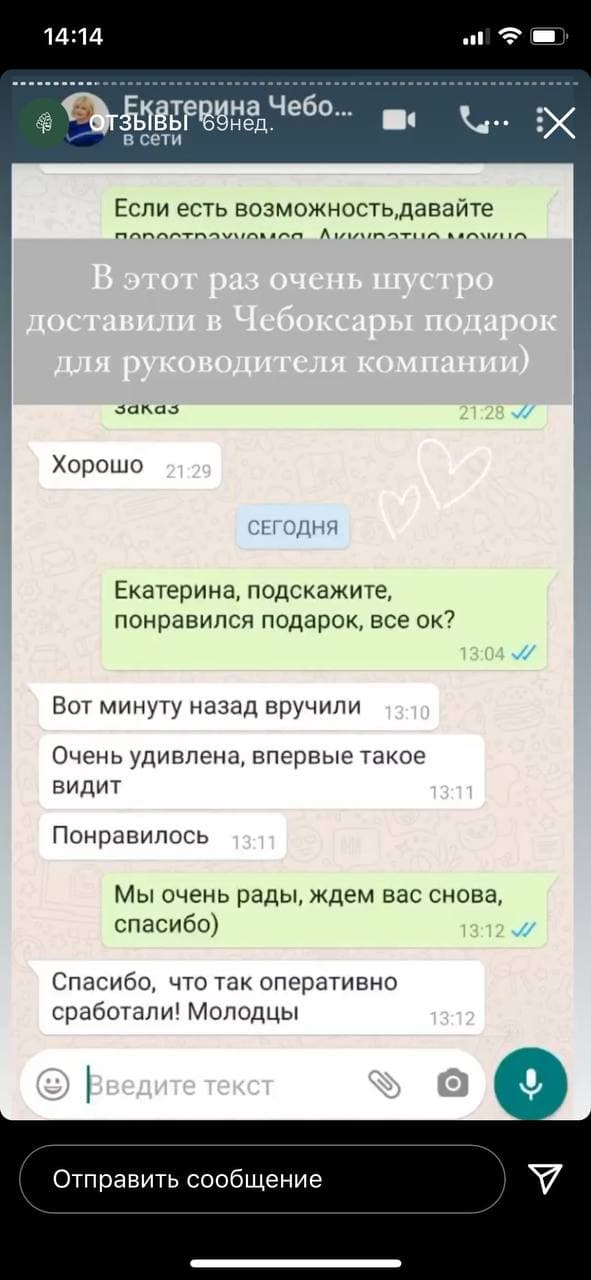 14:14
Екатерина Чебо...
ОТЗЫВЫ 69нед.
в сети
Если есть возможность,давайте
перестрахуемся. Аккуратно можно
В этот раз очень шустро
доставили в Чебоксары подарок
для руководителя компании)
заказ
21:28
Хорошо 21:29
СЕГОДНЯ
Екатерина, подскажите,
понравился подарок, все ок?
13:04
Вот минуту назад вручили 13:10
Очень удивлена, впервые такое
видит 13:11
Понравилось 13:11
Мы очень рады, ждем вас снова,
спасибо) 13:12
Спасибо, что так оперативно
сработали! Молодцы 13:12
Введите текст
Отправить сообщение